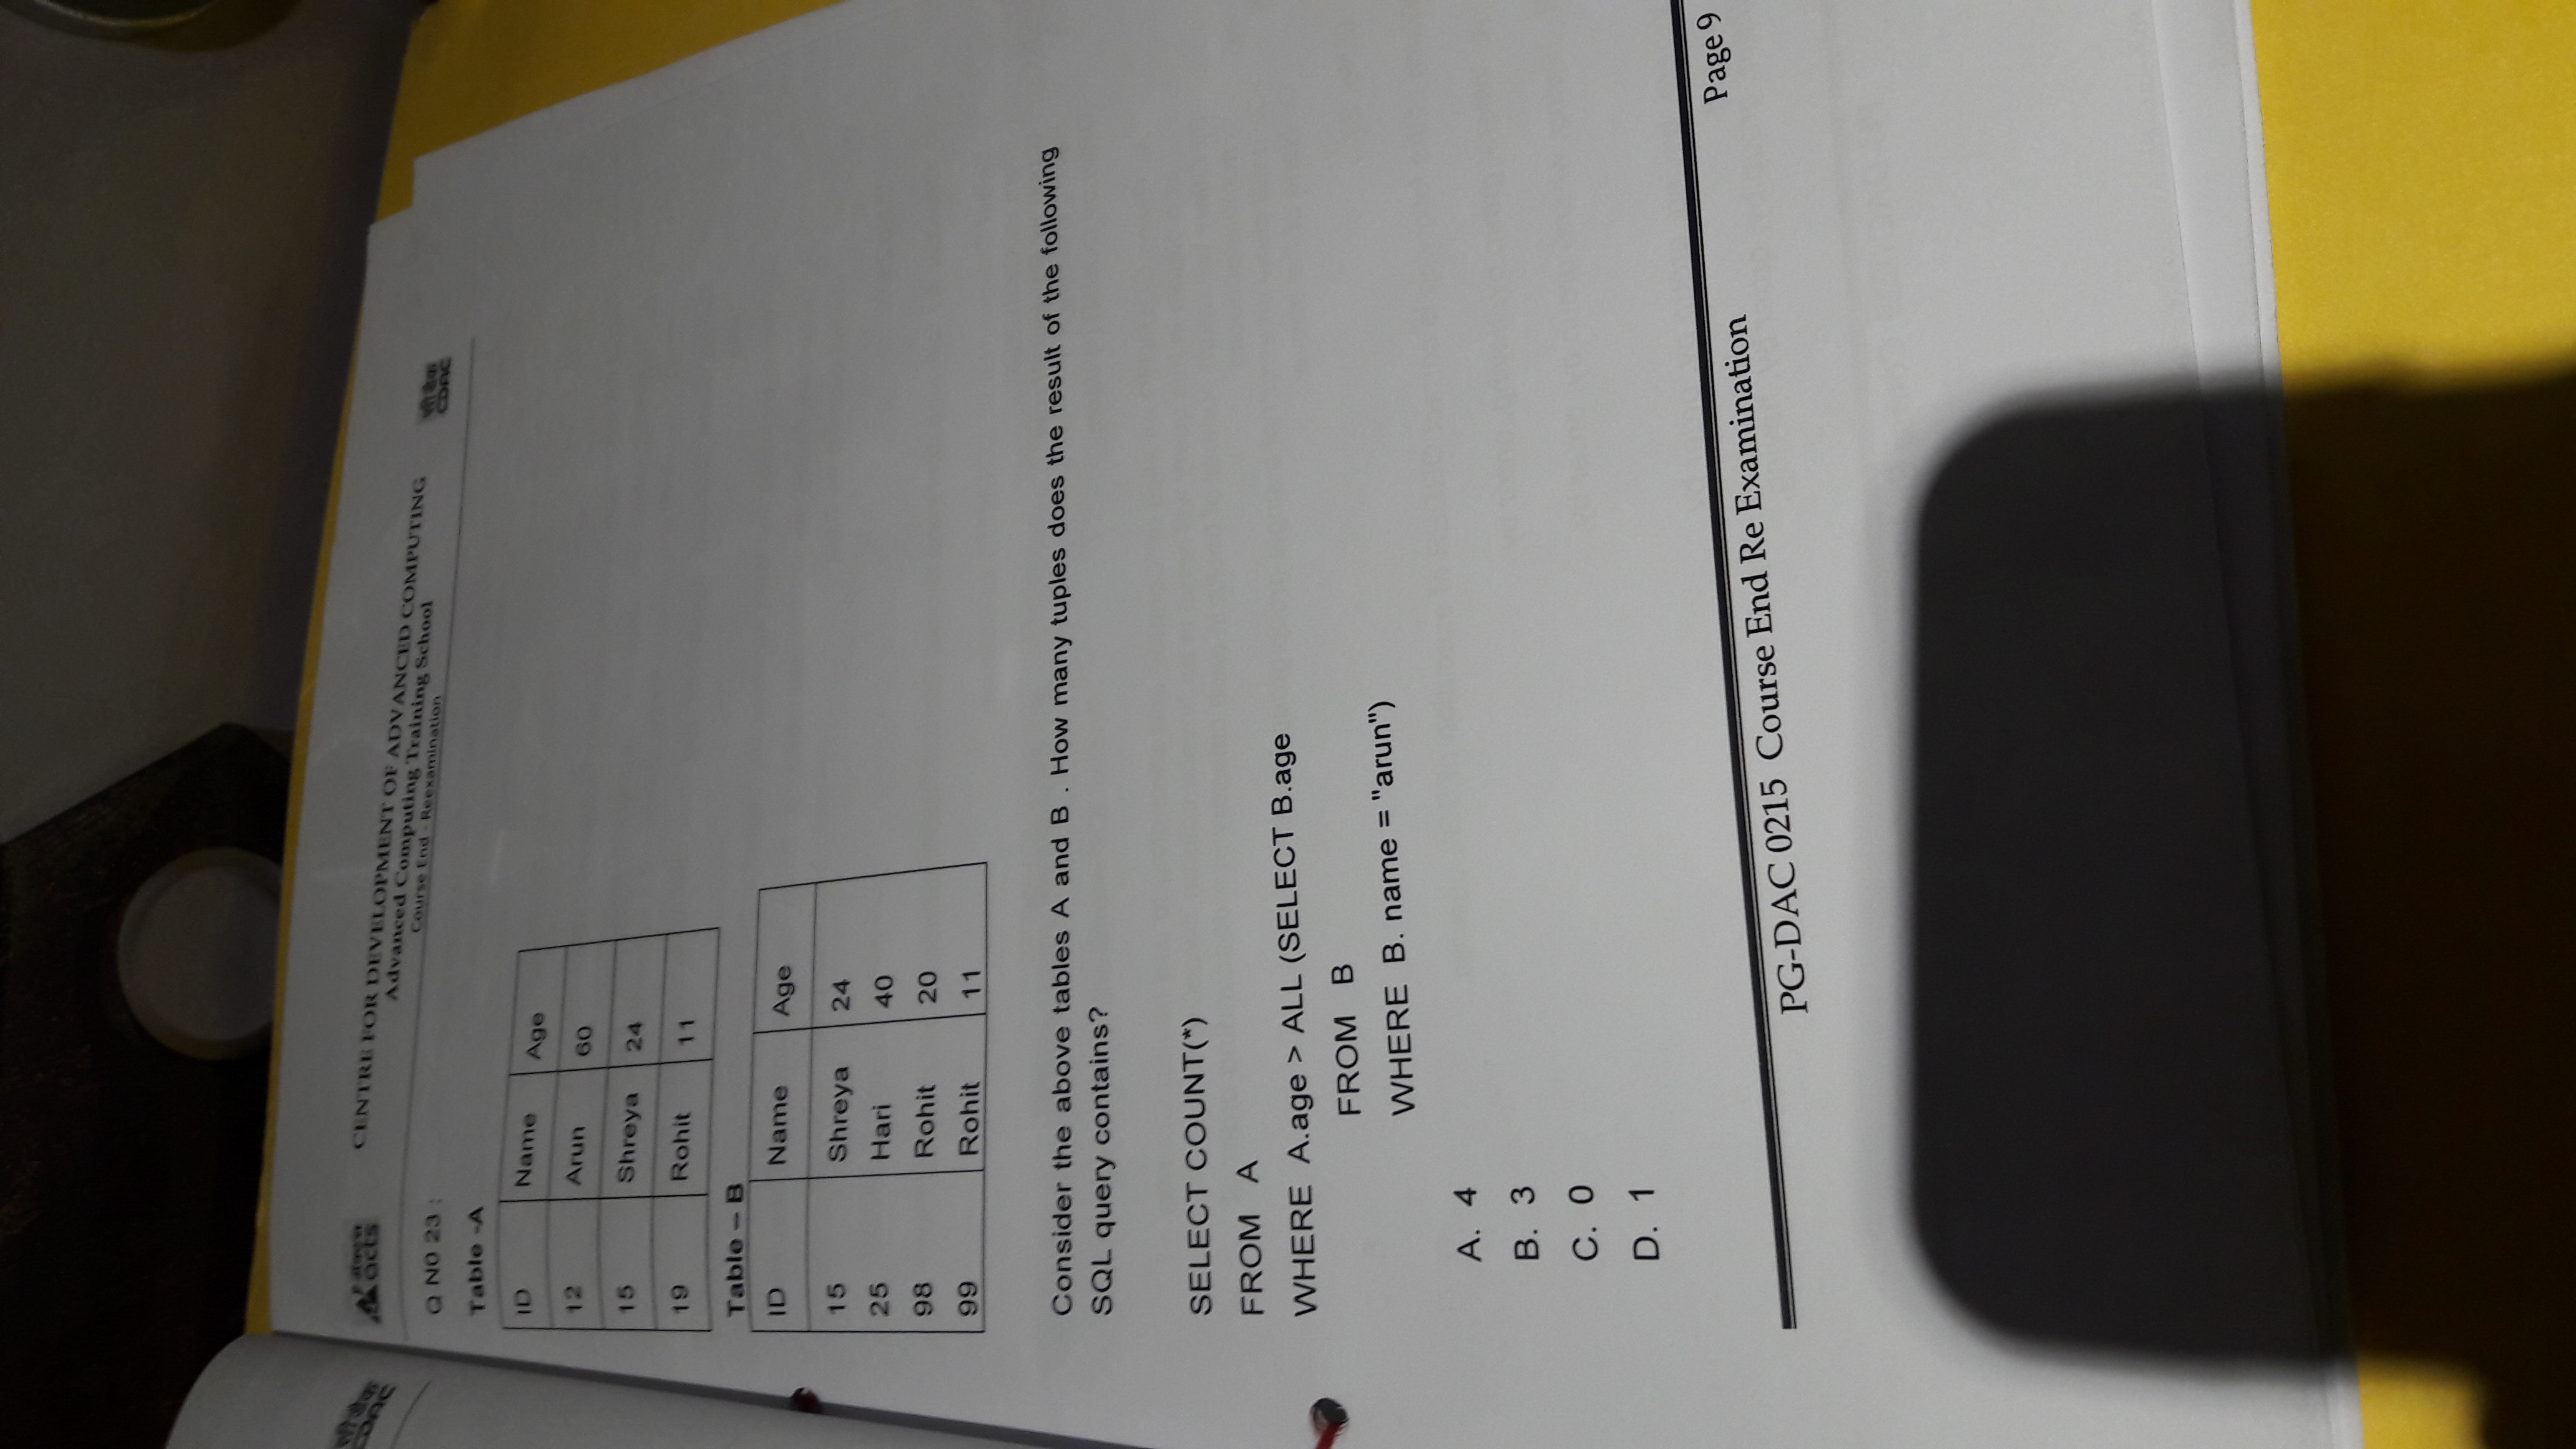 सी डैक
CDAC
एक्ट्स
acts
CENTRE FOR DEVELOPMENT OF ADVANCED COMPUTING
Advanced Computing Training School
Course End - Reexamination
सी डैक
CDAC
Q NO 23 :
Table -A
ID Name Age
12 Arun 60
15 Shreya 24
19 Rohit 11
Table – B
ID Name Age
15 Shreya 24
25 Hari 40
98 Rohit 20
99 Rohit 11
Consider the above tables A and B . How many tuples does the result of the following
SQL query contains?
SELECT COUNT(*)
FROM A
WHERE A.age > ALL (SELECT B.age
FROM B
WHERE B. name = "arun")
A. 4
B. 3
C. 0
D. 1
PG-DAC 0215 Course End Re Examination
Page 9